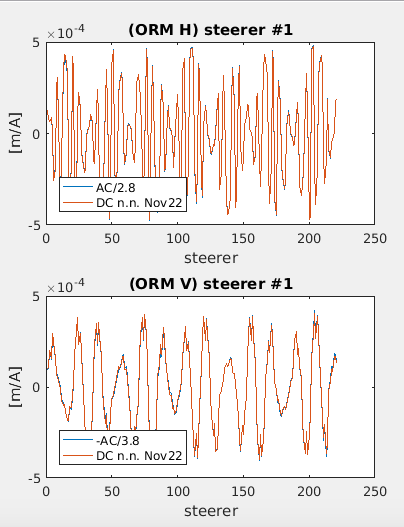 ×10⁻⁴
(ORM H) steerer #1
5
0
-5
[m/A]
AC/2.8
DC n.n. Nov22
0 50 100 150 200 250
steerer
×10⁻⁴
(ORM V) steerer #1
5
0
-5
[m/A]
-AC/3.8
DC n.n. Nov22
0 50 100 150 200 250
steerer